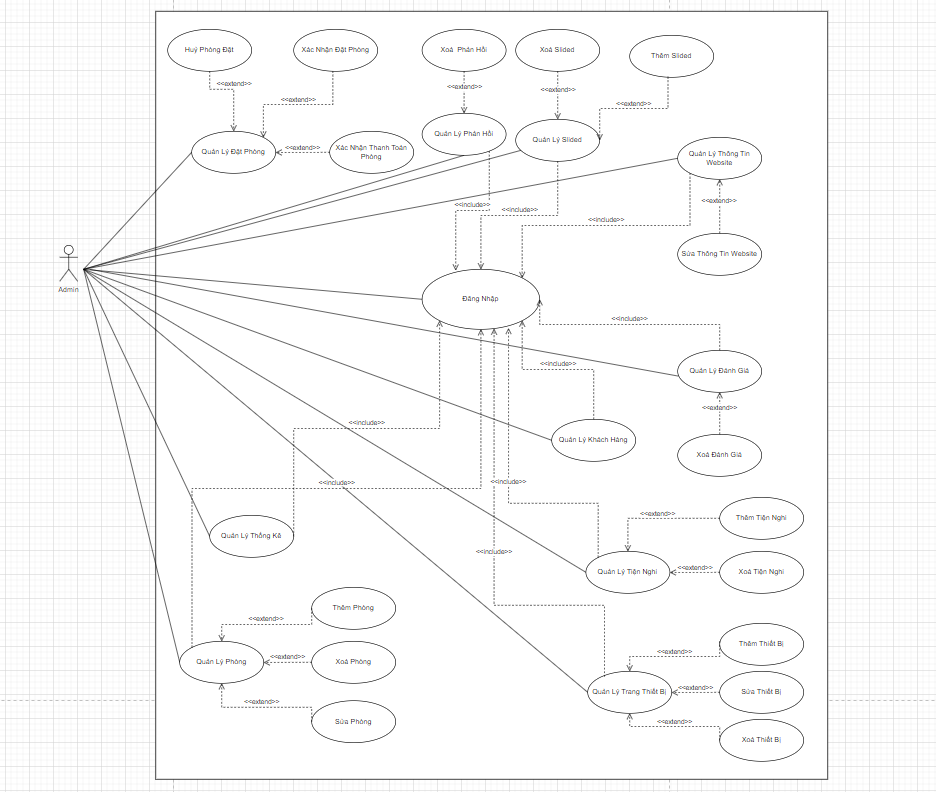 Huỷ Phòng Đặt
Xác Nhận Đặt Phòng
Xoá Phản Hồi
Xoá Slided
Thêm Slided
<<extend>>
<<extend>>
<<extend>>
<<extend>>
<<extend>>
Quản Lý Đặt Phòng
<<extend>>
Xác Nhận Thanh Toán
Phòng
Quản Lý Phản Hồi
Quản Lý Slided
Quản Lý Thông Tin
Website
<<include>>
<<include>>
<<include>>
<<extend>>
Sửa Thông Tin Website
Admin
Đăng Nhập
<<include>>
<<include>>
Quản Lý Đánh Giá
<<extend>>
Xoá Đánh Giá
<<include>>
Quản Lý Khách Hàng
<<include>>
<<include>>
Quản Lý Thống Kê
<<include>>
Thêm Tiện Nghi
<<extend>>
Quản Lý Tiện Nghi
<<extend>>
Xoá Tiện Nghi
Thêm Phòng
<<extend>>
Quản Lý Phòng
<<extend>>
Xoá Phòng
<<extend>>
Sửa Phòng
Thêm Thiết Bị
<<extend>>
Quản Lý Trang Thiết Bị
<<extend>>
Sửa Thiết Bị
<<extend>>
Xoá Thiết Bị